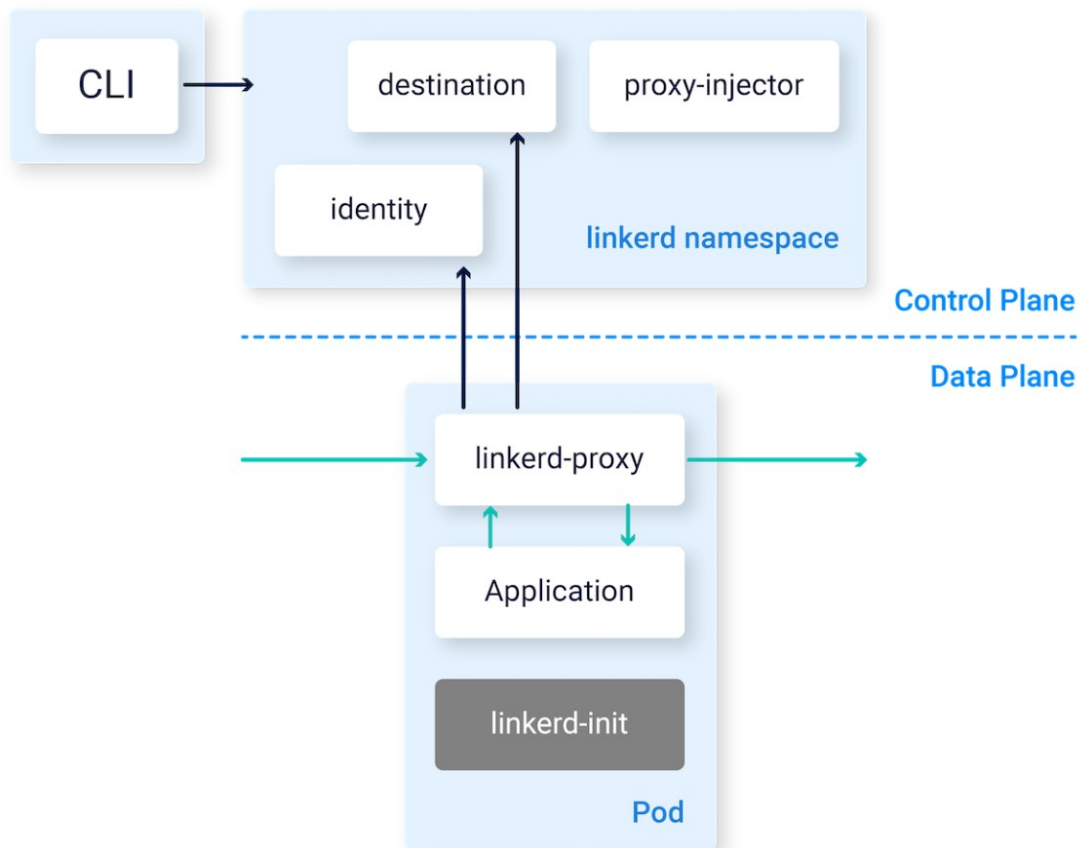 CLI
destination
proxy-injector
identity
linkerd namespace
Control Plane
Data Plane
linkerd-proxy
Application
linkerd-init
Pod